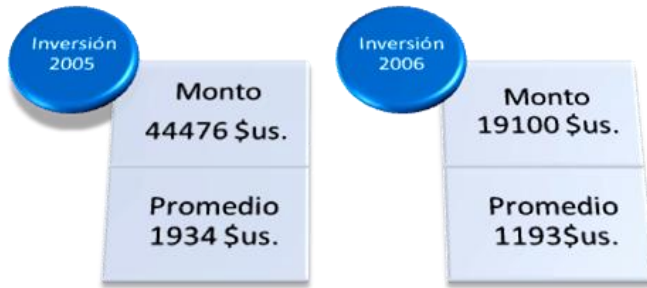 Inversión
2005
Monto
44476 $us.
Promedio
1934 $us.
Inversión
2006
Monto
19100 $us.
Promedio
1193$us.